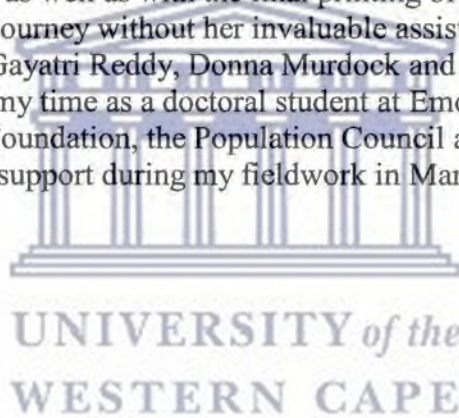 as well as with the final printing of
ourney without her invaluable assist
Gayatri Reddy, Donna Murdock and
my time as a doctoral student at Emo
oundation, the Population Council a
support during my fieldwork in Mar
UNIVERSITY of the
WESTERN CAPE